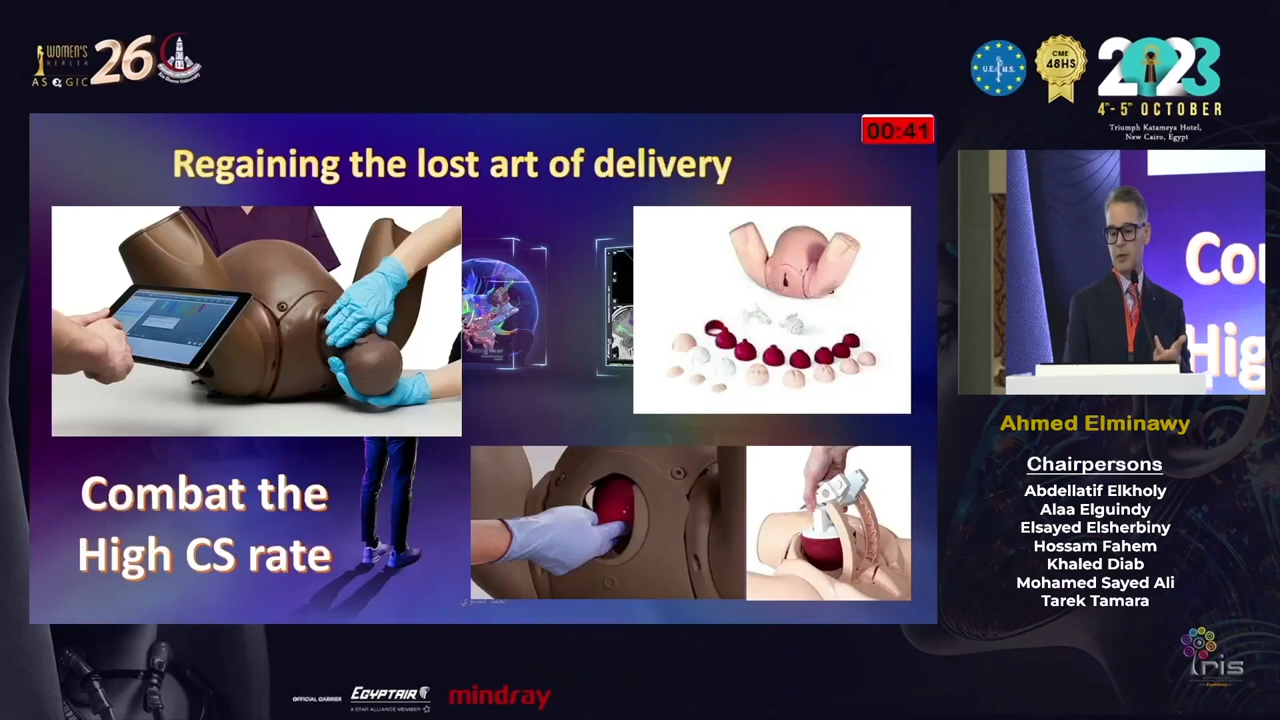 WOMEN'S
HEALTH
ASOGIC
26
U.E.M.S.
CME
48HS
2023
4th - 5th OCTOBER
Triumph Katameya Hotel,
New Cairo, Egypt
00:41
Regaining the lost art of delivery
Combat the
High CS rate
Co
Hig
Ahmed Elminawy
Chairpersons
Abdellatif Elkholy
Alaa Elguindy
Elsayed Elsherbiny
Hossam Fahem
Khaled Diab
Mohamed Sayed Ali
Tarek Tamara
OFFICIAL CARRIER
EGYPTAIR
A STAR ALLIANCE MEMBER
mindray
Iris